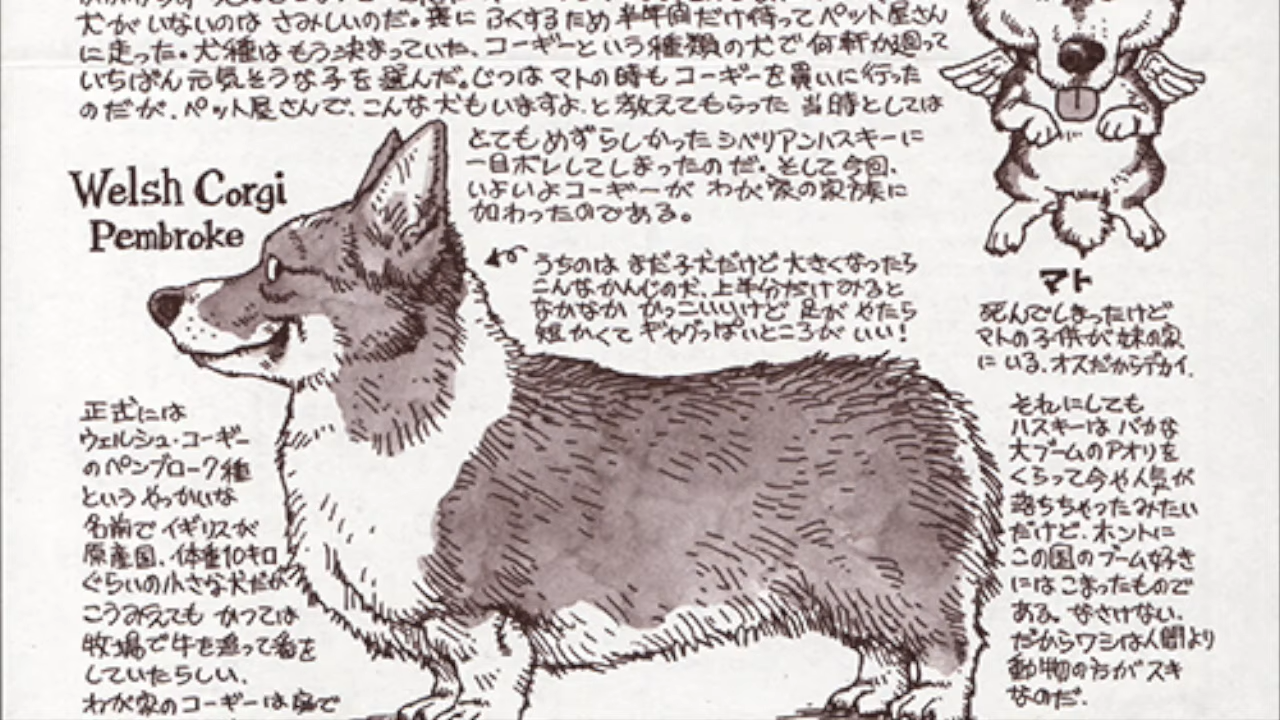 犬がいないのは さみしいのだ。長に ふくするため 半年間だけ待って ペット屋さん
に走った。犬種は もう決まっていた、コーギーという種類の犬で 何軒か廻って
いちばん 元気そうな子を 選んだ。じつは マトの時も コーギーを買いに行った
のだが、ペット屋さんで、こんな犬もいますよ、と 教えてもらった 当時としては
とても めずらしかった シベリアンハスキーに
一目ボレしてしまったのだ。そして今回、
いよいよコーギーが わが家の家族に
加わったのである。
Welsh Corgi
Pembroke
うちのは まだ子犬だけど 大きくなったら
こんなかんじのだ、上半分だけみると
なかなか かっこいいけど 足が やたら
短かくて ギャグっぽいところが いい!
正式には
ウェルシュ・コーギー
のペンブローク種
という やっかいな
名前で イギリスが
原産国、体重10キロ
ぐらいの小さな犬だが
こうみえても かつては
牧場で牛を追って番を
していたらしい、
わが家のコーギーは 家で
マト
死んでしまったけど
マトの子供が 妹の家
に いる、オスだからデカイ、
それにしても
ハスキーは バカな
大ブームのアオリを
くらって今や人気が
落ちちゃったみたい
だけど、ホントに
この国のブーム好き
には こまったもので
ある。なさけない、
だからワシは人間より
動物の方がスキ
なのだ。